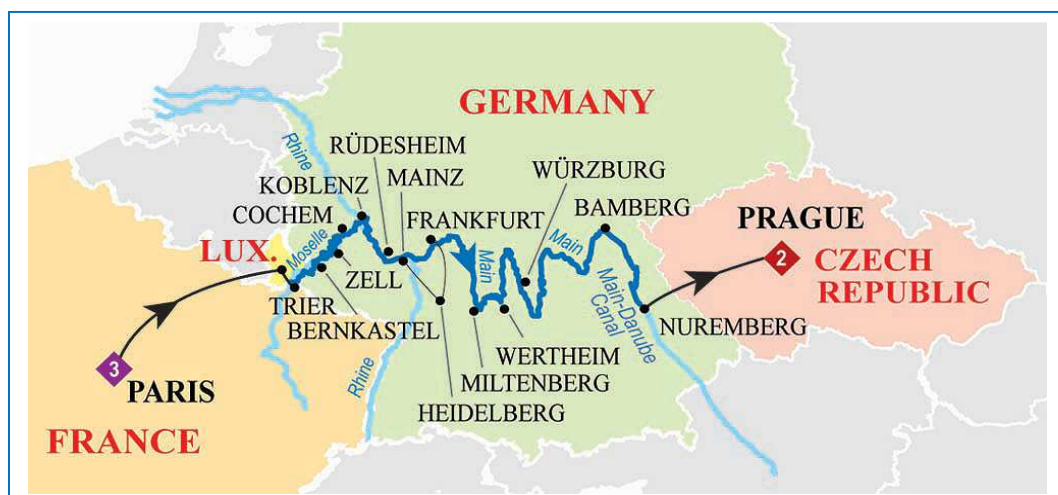 GERMANY
Rhine
RÜDESHEIM
MAINZ
WÜRZBURG
KOBLENZ
COCHEM
FRANKFURT
BAMBERG
PRAGUE
2
CZECH
REPUBLIC
LUX.
Moselle
ZELL
Main
Main
Main-Danube
Canal
TRIER
BERNKASTEL
NUREMBERG
3
PARIS
Rhine
WERTHEIM
MILTENBERG
HEIDELBERG
FRANCE